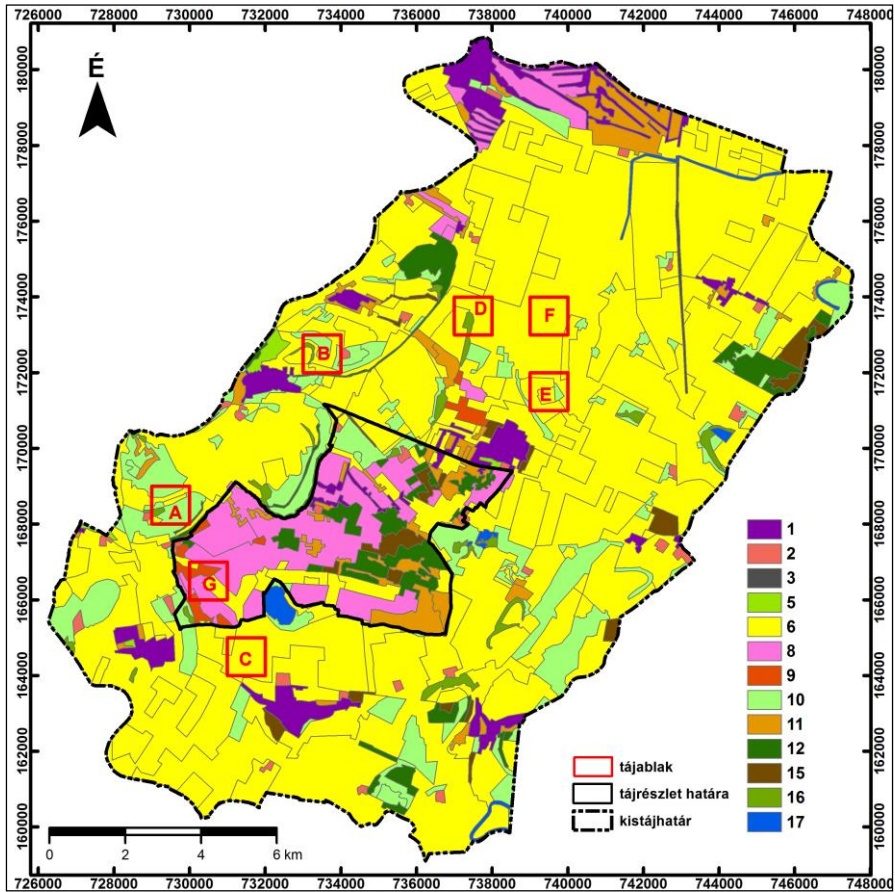 726000 728000 730000 732000 734000 736000 738000 740000 742000 744000 746000 748000
180000 180000
É
178000 178000
176000 176000
174000 174000
D F
B
172000 172000
E
170000 170000
A
168000 168000
1
2
G
3
166000 166000
5
6
C
8
164000 164000
9
10
11
12
162000 162000
tájablak 15
tájrészlet határa 16
160000 kistájhatár 17 160000
0 2 4 6 km
726000 728000 730000 732000 734000 736000 738000 740000 742000 744000 746000 748000